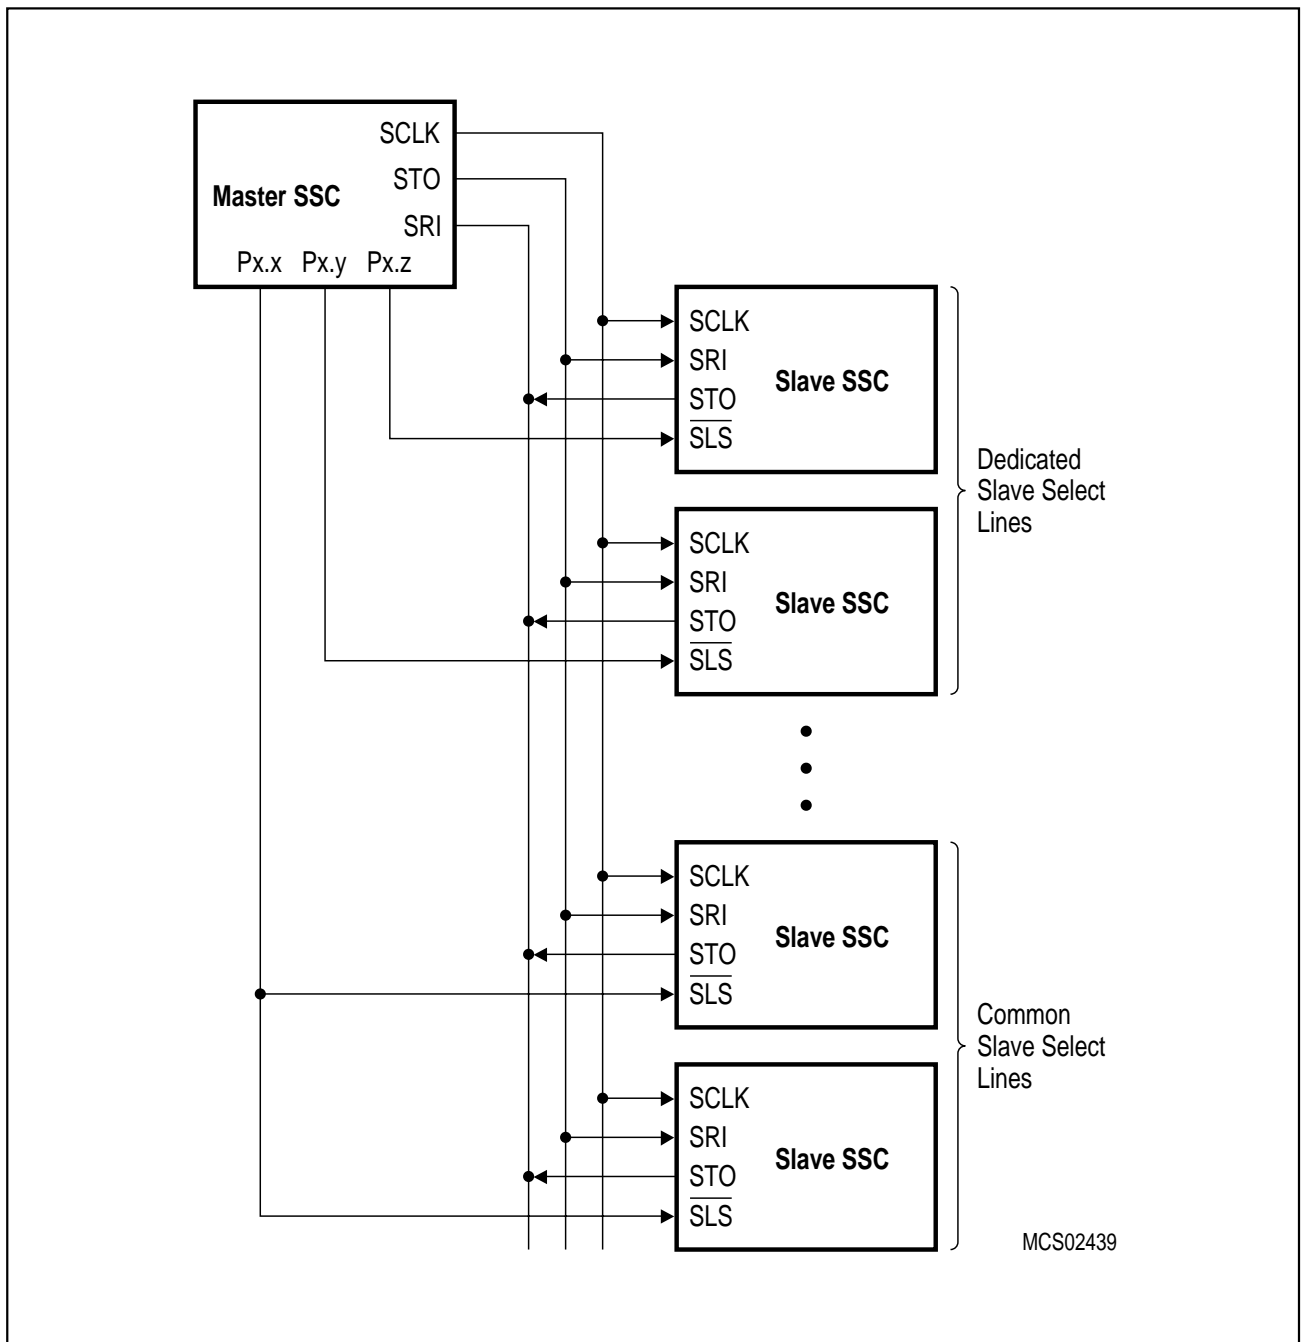 SCLK
STO
Master SSC
SRI
Px.x Px.y Px.z
SCLK
SRI
Slave SSC
STO
SLS
Dedicated
Slave Select
Lines
SCLK
SRI
Slave SSC
STO
SLS
SCLK
SRI
Slave SSC
STO
SLS
Common
Slave Select
Lines
SCLK
SRI
Slave SSC
STO
SLS
MCS02439